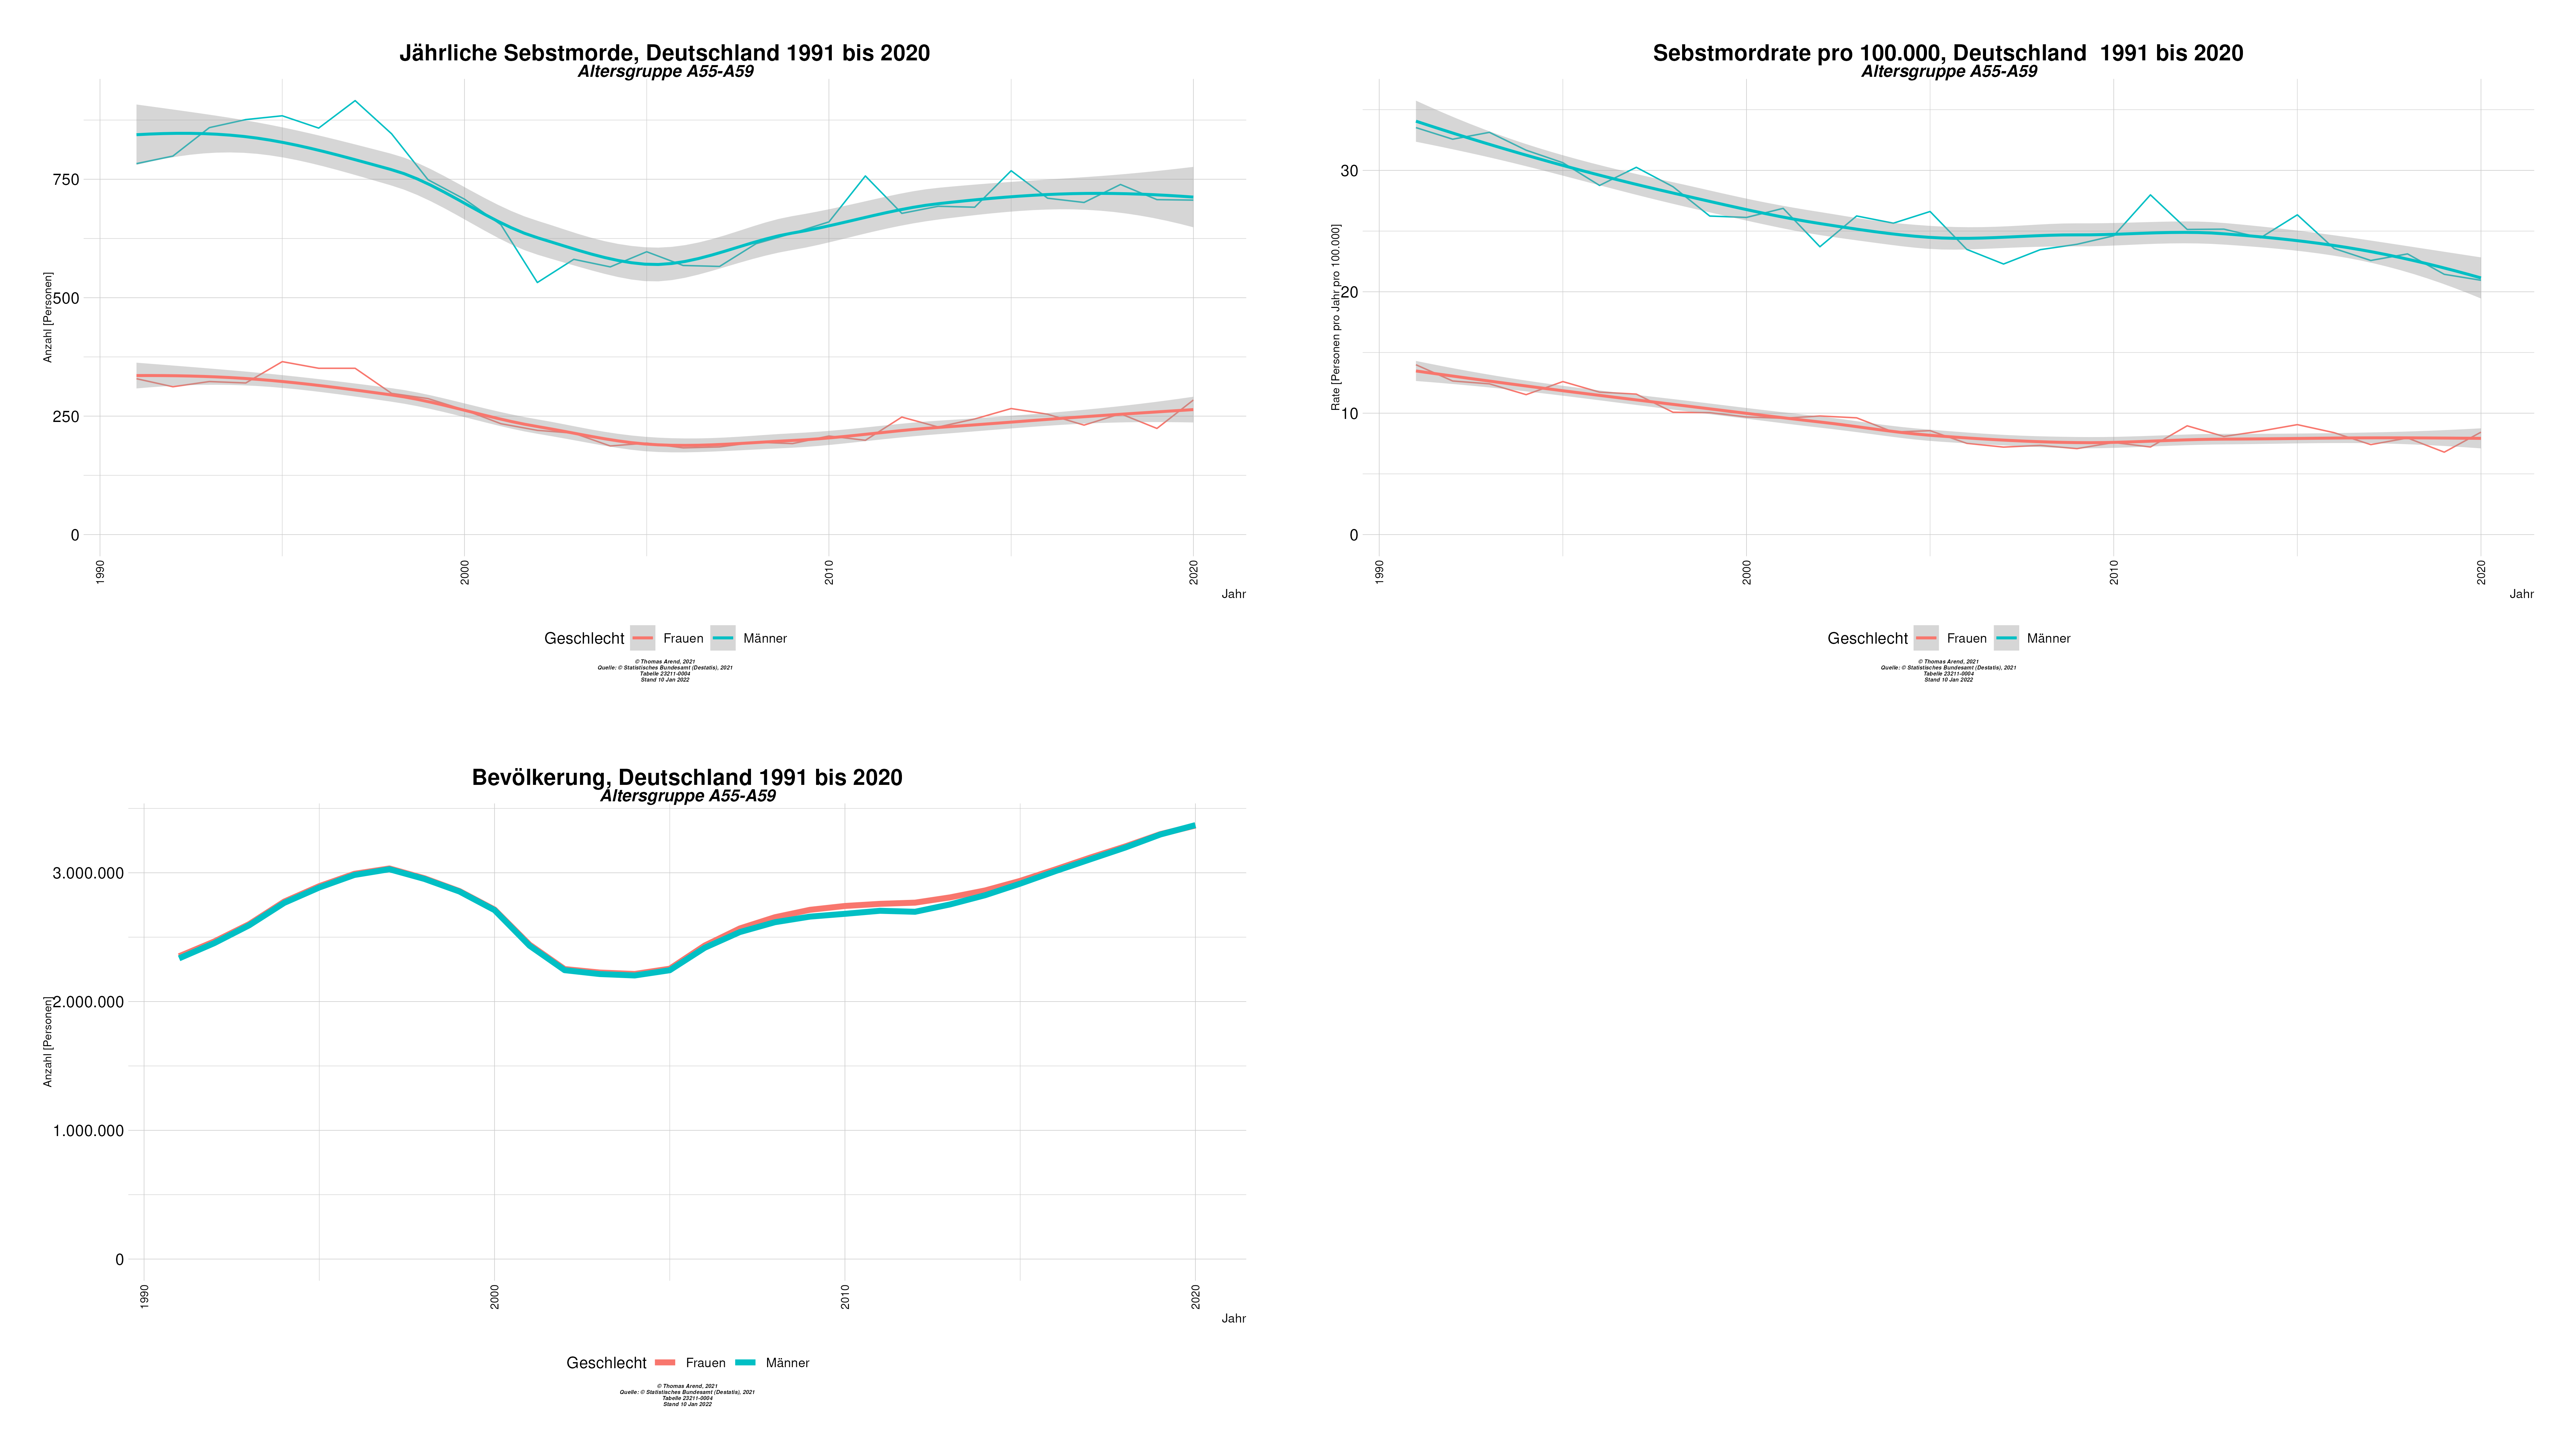 Jährliche Sebstmorde, Deutschland 1991 bis 2020
Altersgruppe A55-A59
Anzahl [Personen]
750
500
250
0
1990
2000
2010
2020
Jahr
Geschlecht Frauen Männer
© Thomas Arend, 2021
Quelle: © Statistisches Bundesamt (Destatis), 2021
Tabelle 23211-0004
Stand 10 Jan 2022
Sebstmordrate pro 100.000, Deutschland  1991 bis 2020
Altersgruppe A55-A59
Rate [Personen pro Jahr pro 100.000]
30
20
10
0
1990
2000
2010
2020
Jahr
Geschlecht Frauen Männer
© Thomas Arend, 2021
Quelle: © Statistisches Bundesamt (Destatis), 2021
Tabelle 23211-0004
Stand 10 Jan 2022
Bevölkerung, Deutschland 1991 bis 2020
Altersgruppe A55-A59
Anzahl [Personen]
3.000.000
2.000.000
1.000.000
0
1990
2000
2010
2020
Jahr
Geschlecht Frauen Männer
© Thomas Arend, 2021
Quelle: © Statistisches Bundesamt (Destatis), 2021
Tabelle 23211-0004
Stand 10 Jan 2022